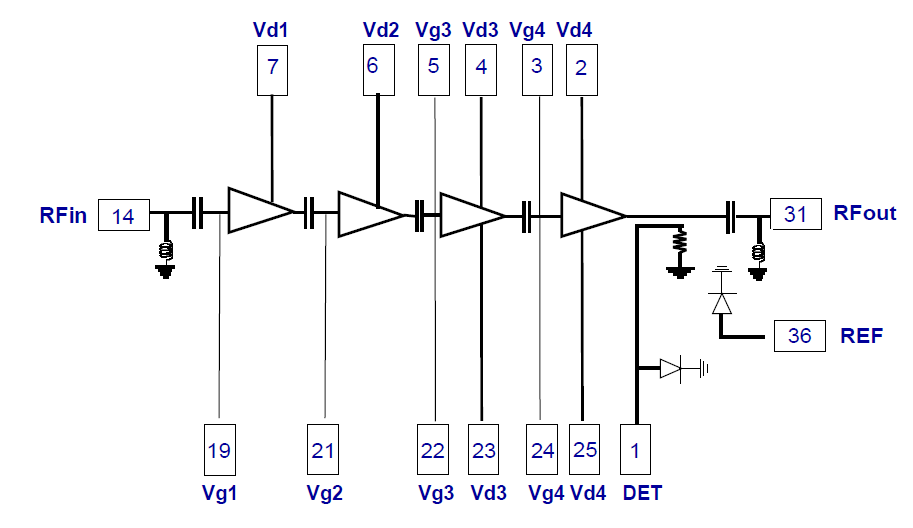 Vd1 Vd2 Vg3 Vd3 Vg4 Vd4
7 6 5 4 3 2
RFin 14 31 RFout
36 REF
19 21 22 23 24 25 1
Vg1 Vg2 Vg3 Vd3 Vg4 Vd4 DET